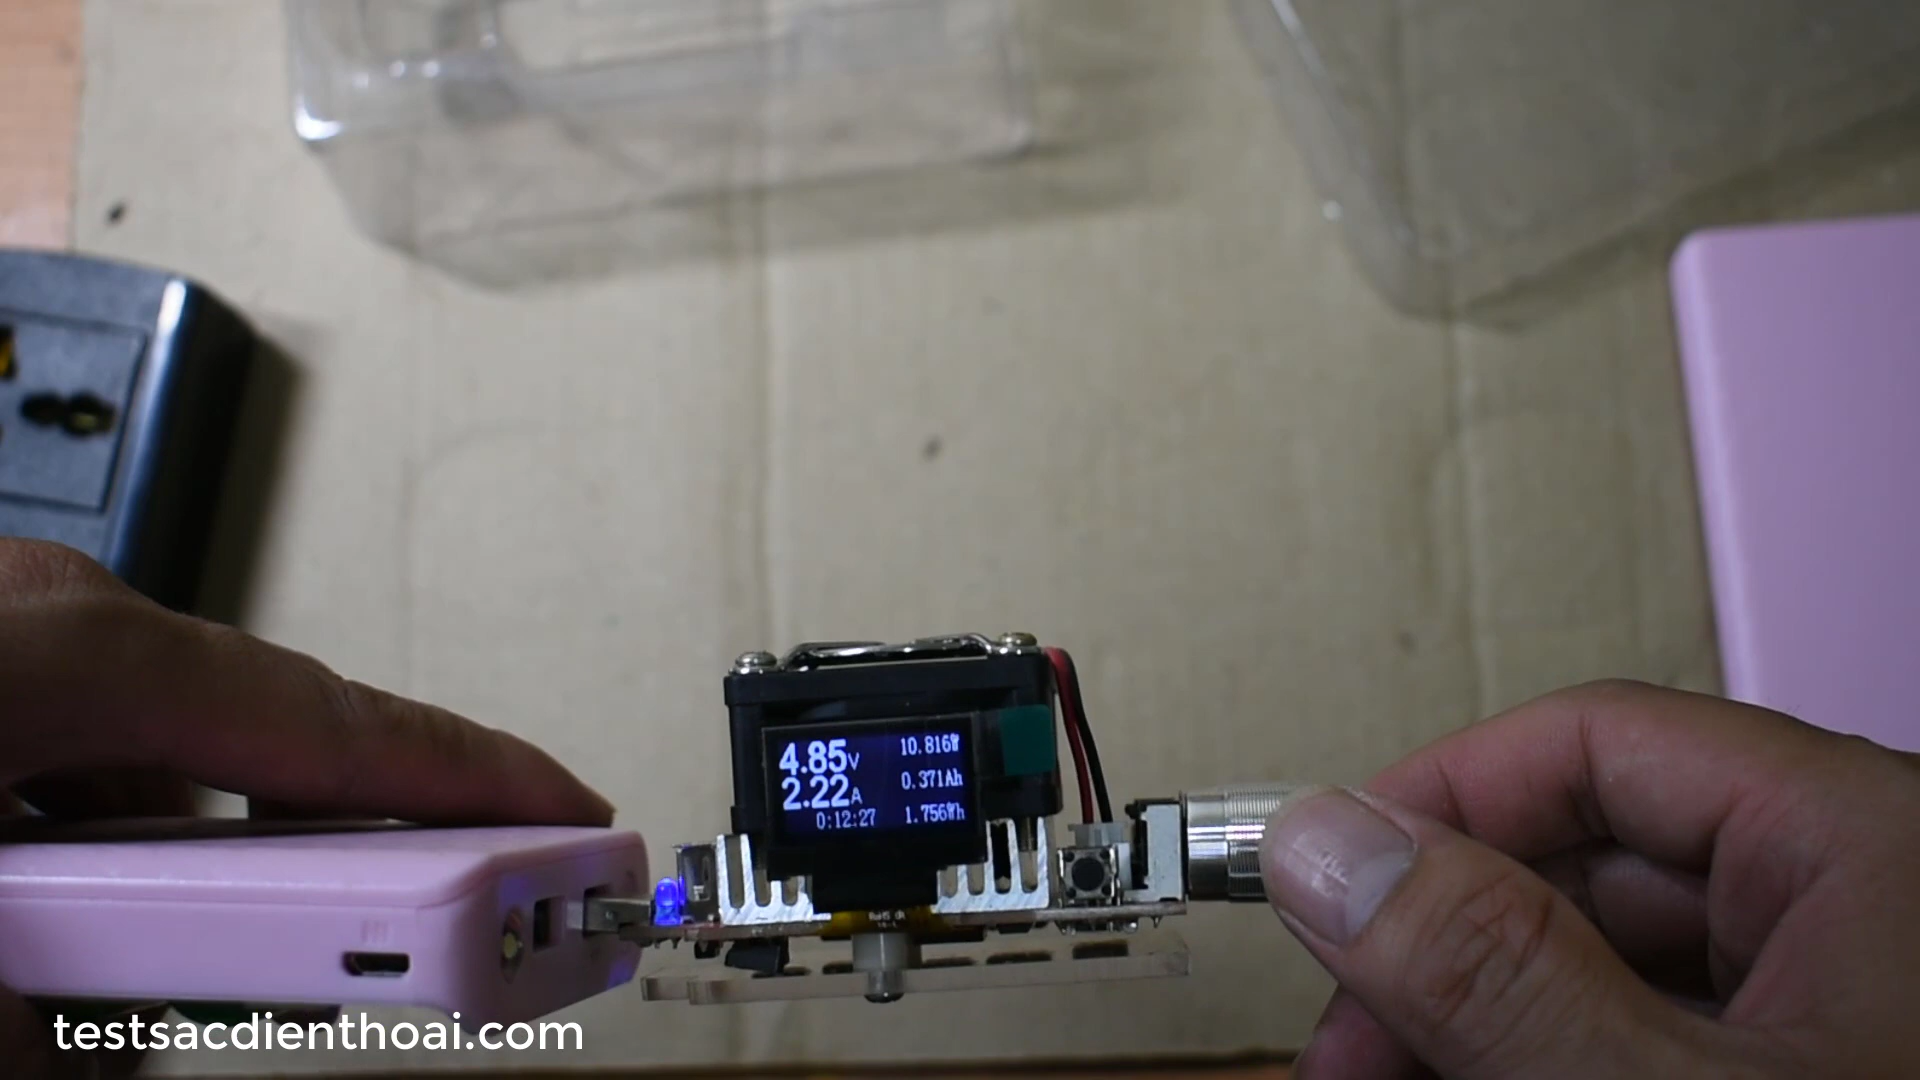 4.85V
10.816W
2.22A
0.371Ah
0:12:27
1.756Wh
testsacdienthoai.com